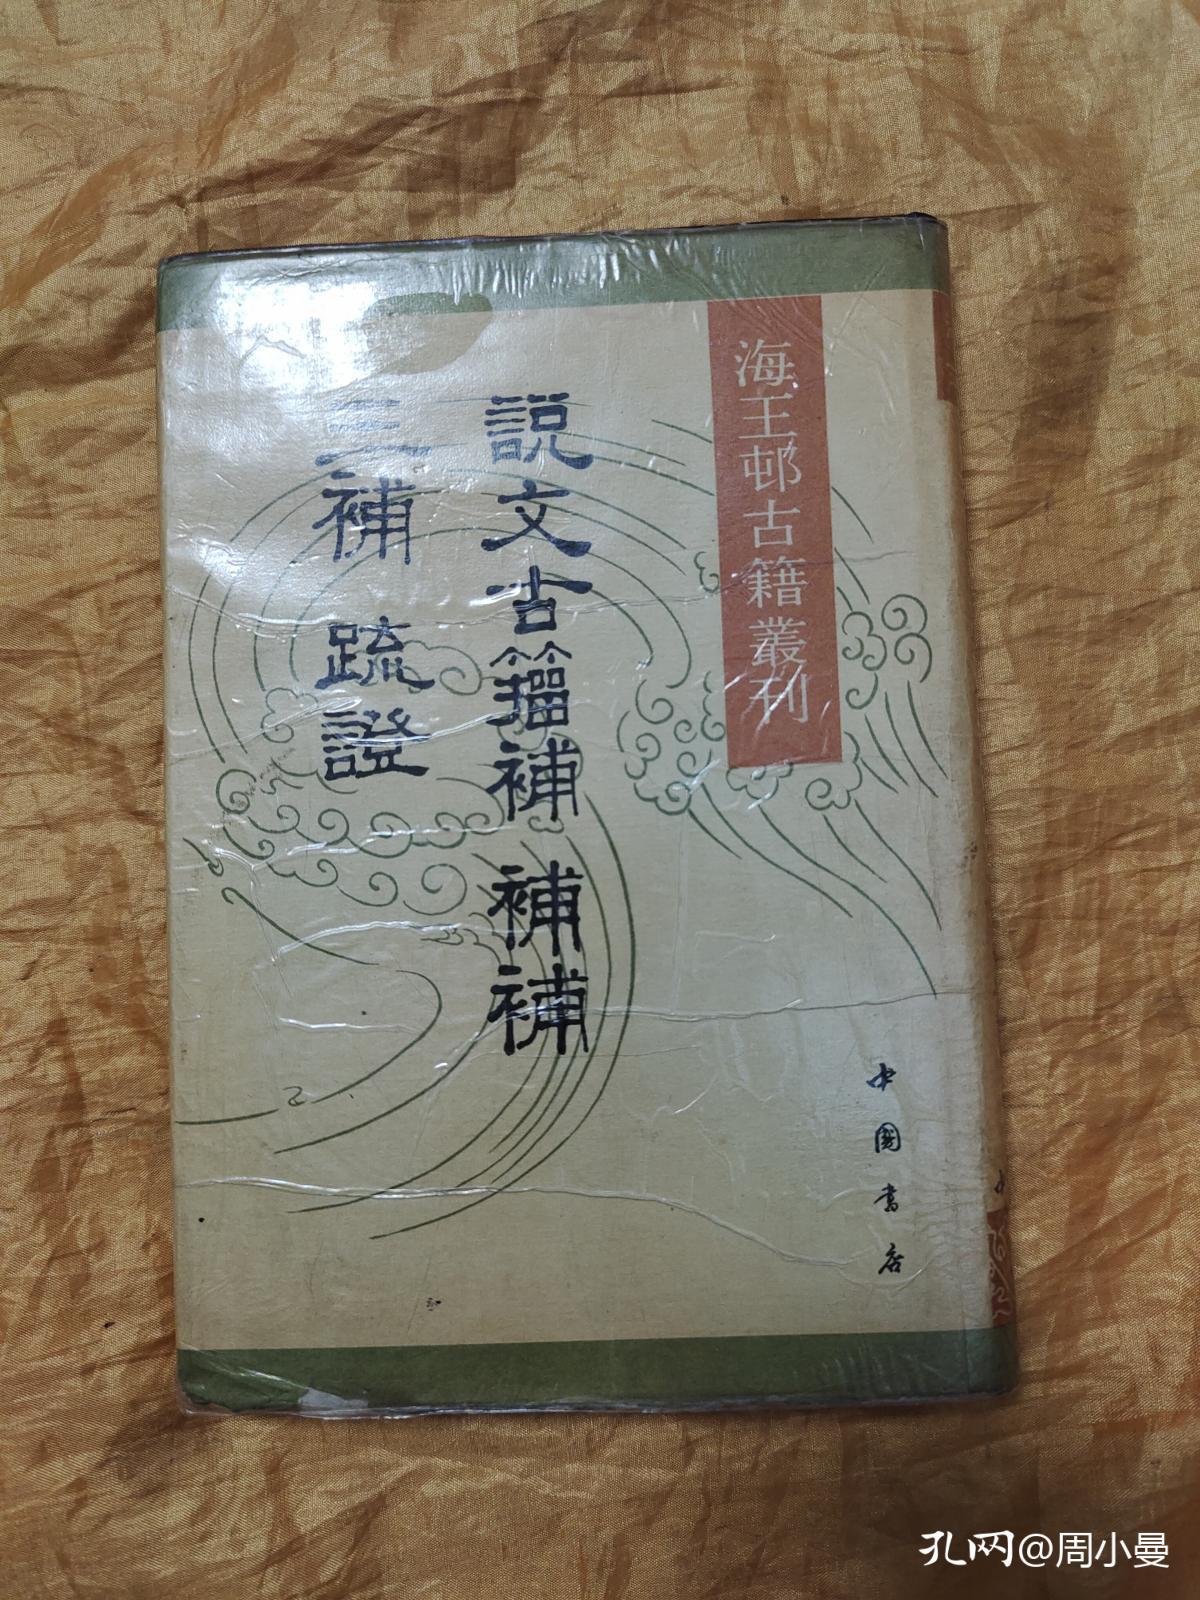 海王邨古籍叢刊
説文古籀補 補補
三補 疏證
中國書店
孔网@周小曼